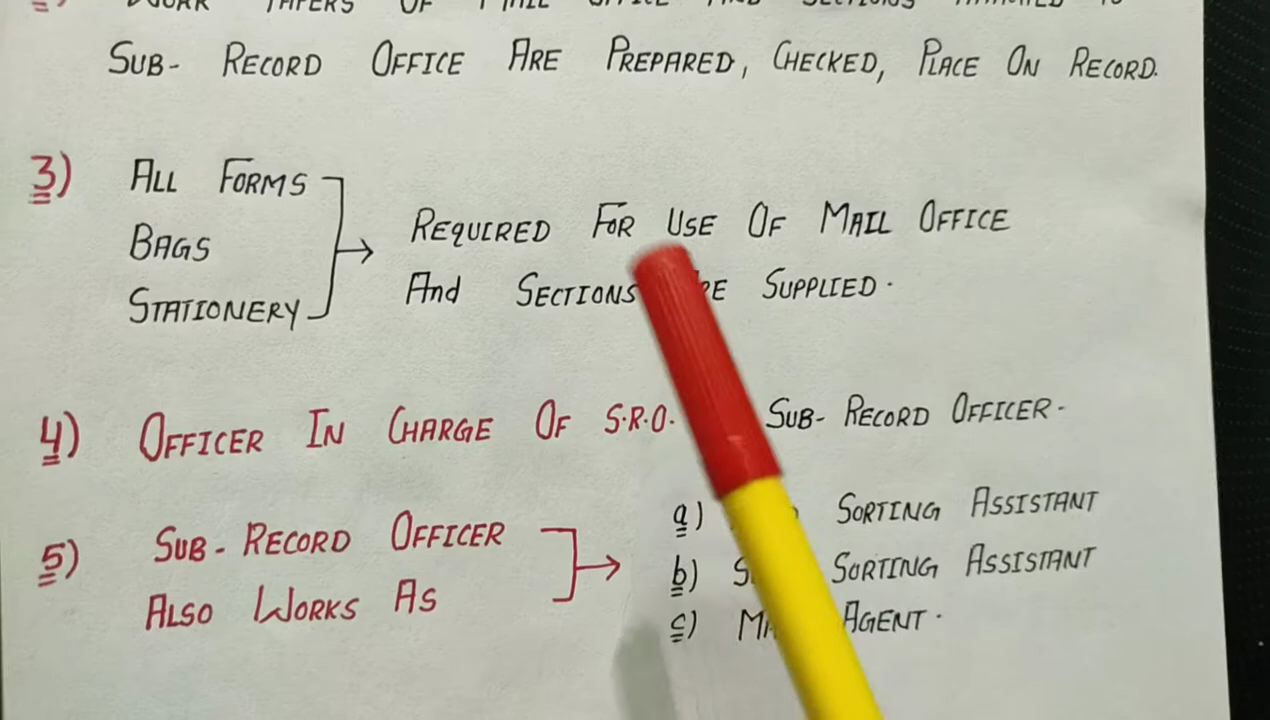 SUB- RECORD OFFICE ARE PREPARED, CHECKED, PLACE ON RECORD.
3) ALL FORMS
BAGS
STATIONERY
REQUIRED FOR USE OF MAIL OFFICE
And SECTIONS SUPPLIED.
4) OFFICER IN CHARGE OF S.R.O. SUB- RECORD OFFICER.
5) SUB- RECORD OFFICER
ALSO WORKS AS
a) SORTING ASSISTANT
b) SORTING ASSISTANT
c) AGENT.